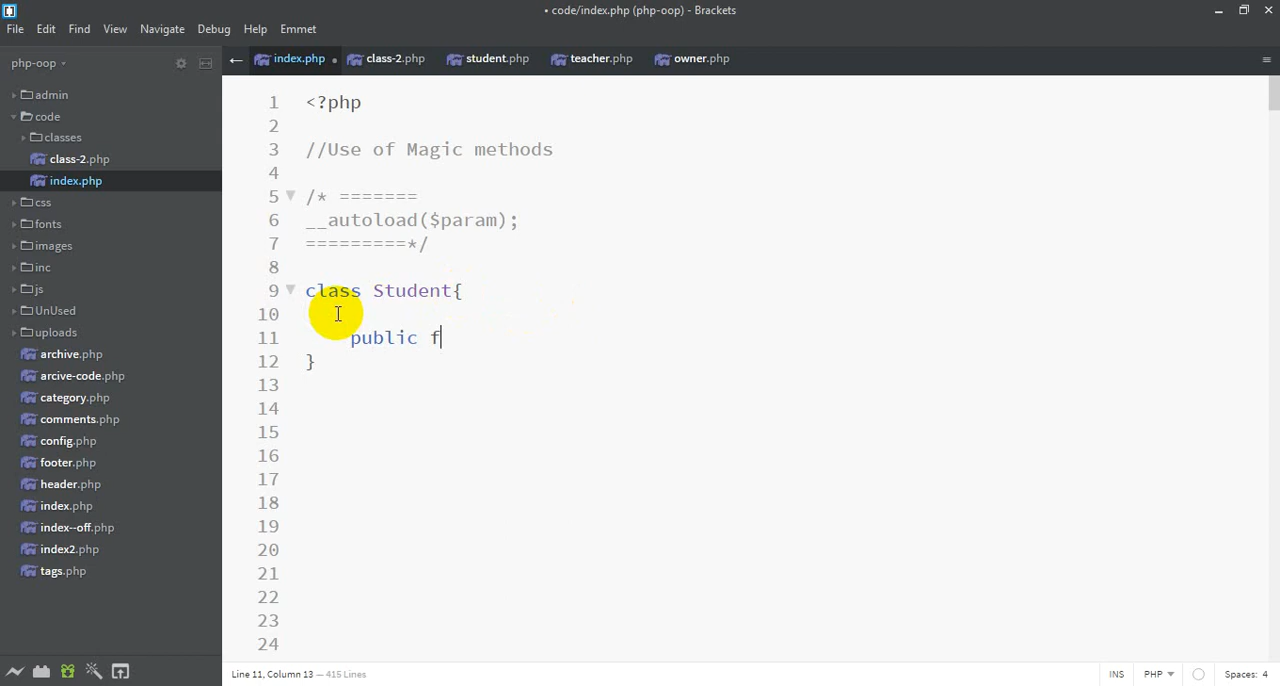 • code/index.php (php-oop) - Brackets
File Edit Find View Navigate Debug Help Emmet
php-oop
admin
code
classes
class-2.php
index.php
css
fonts
images
inc
js
UnUsed
uploads
archive.php
arcive-code.php
category.php
comments.php
config.php
footer.php
header.php
index.php
index--off.php
index2.php
tags.php
index.php • class-2.php student.php teacher.php owner.php
1 <?php
2
3 //Use of Magic methods
4
5 /* =======
6 __autoload($param);
7 =========*/
8
9 class Student{
10
11 public f
12 }
13
14
15
16
17
18
19
20
21
22
23
24
Line 11, Column 13 — 415 Lines
INS PHP Spaces: 4